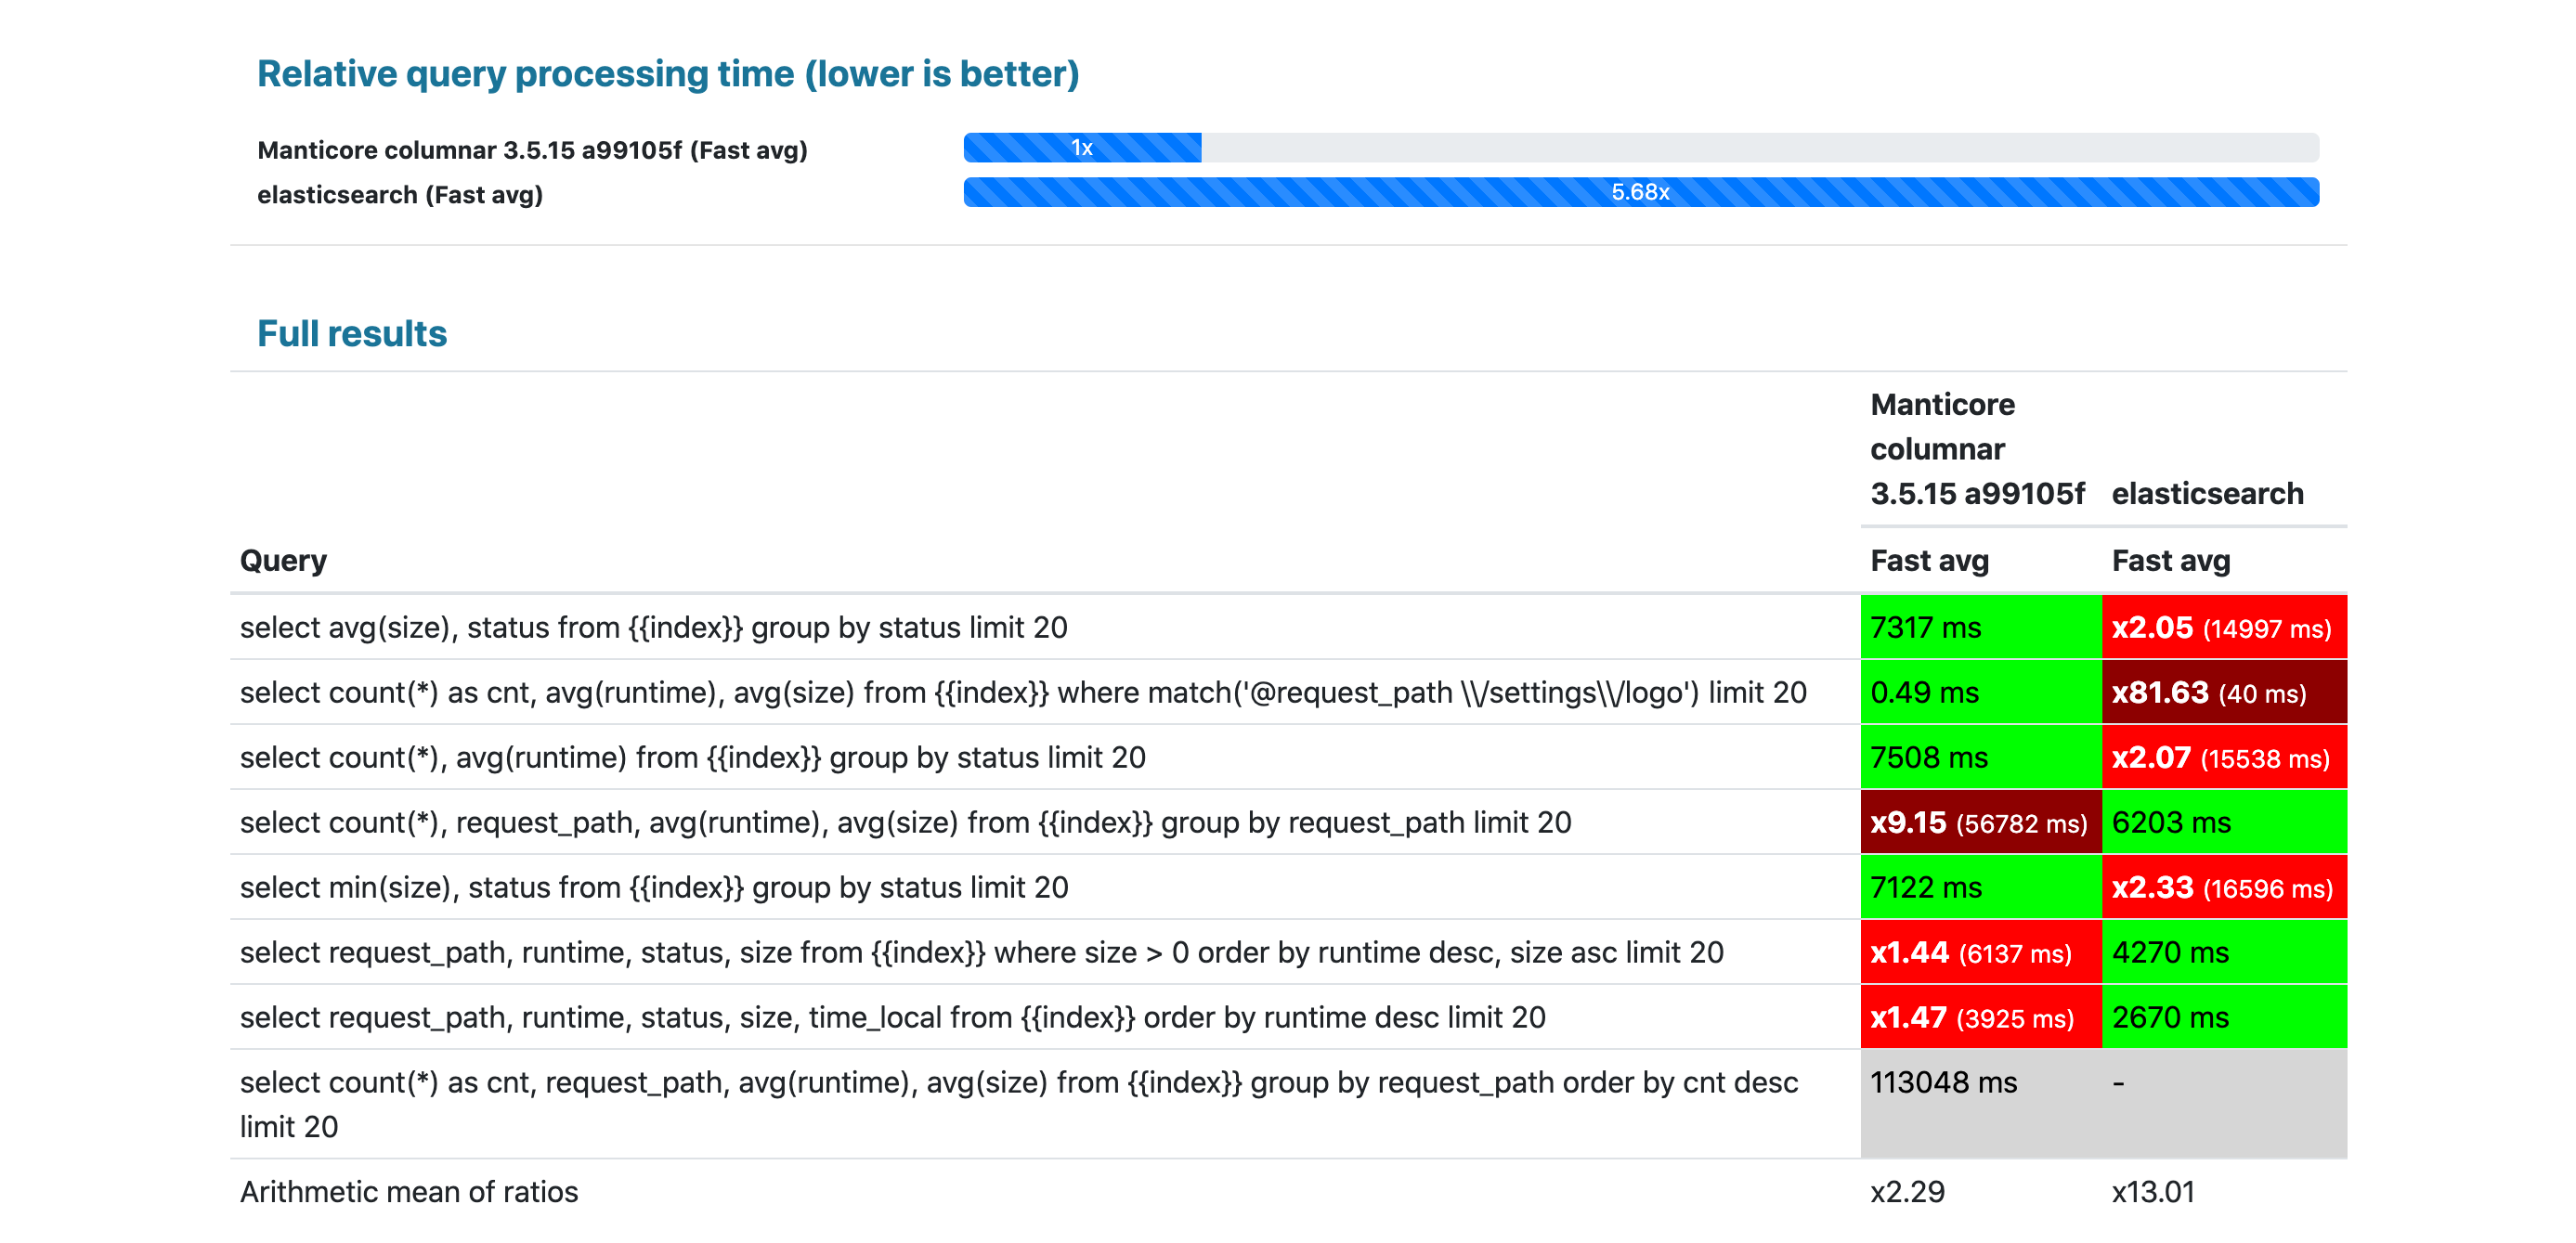 Relative query processing time (lower is better)
Manticore columnar 3.5.15 a99105f (Fast avg)
1x
elasticsearch (Fast avg)
5.68x
Full results
Manticore
columnar
3.5.15 a99105f
elasticsearch
Query
Fast avg
Fast avg
select avg(size), status from {{index}} group by status limit 20
7317 ms
x2.05 (14997 ms)
select count(*) as cnt, avg(runtime), avg(size) from {{index}} where match('@request_path \\/settings\\/logo') limit 20
0.49 ms
x81.63 (40 ms)
select count(*), avg(runtime) from {{index}} group by status limit 20
7508 ms
x2.07 (15538 ms)
select count(*), request_path, avg(runtime), avg(size) from {{index}} group by request_path limit 20
x9.15 (56782 ms)
6203 ms
select min(size), status from {{index}} group by status limit 20
7122 ms
x2.33 (16596 ms)
select request_path, runtime, status, size from {{index}} where size > 0 order by runtime desc, size asc limit 20
x1.44 (6137 ms)
4270 ms
select request_path, runtime, status, size, time_local from {{index}} order by runtime desc limit 20
x1.47 (3925 ms)
2670 ms
select count(*) as cnt, request_path, avg(runtime), avg(size) from {{index}} group by request_path order by cnt desc
limit 20
113048 ms
-
Arithmetic mean of ratios
x2.29
x13.01